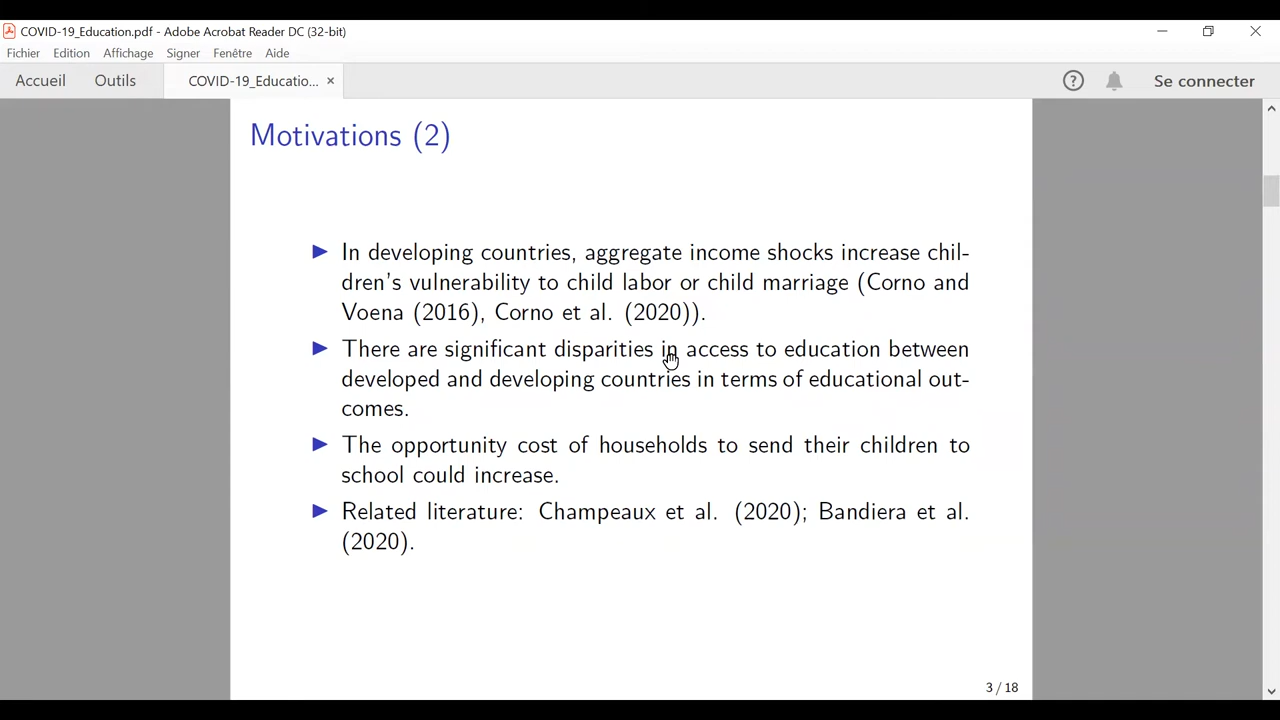 COVID-19_Education.pdf - Adobe Acrobat Reader DC (32-bit)
Fichier Edition Affichage Signer Fenêtre Aide
Accueil Outils COVID-19_Educatio... × ? Se connecter
Motivations (2)
▶ In developing countries, aggregate income shocks increase chil-
dren's vulnerability to child labor or child marriage (Corno and
Voena (2016), Corno et al. (2020)).
▶ There are significant disparities in access to education between
developed and developing countries in terms of educational out-
comes.
▶ The opportunity cost of households to send their children to
school could increase.
▶ Related literature: Champeaux et al. (2020); Bandiera et al.
(2020).
3 / 18